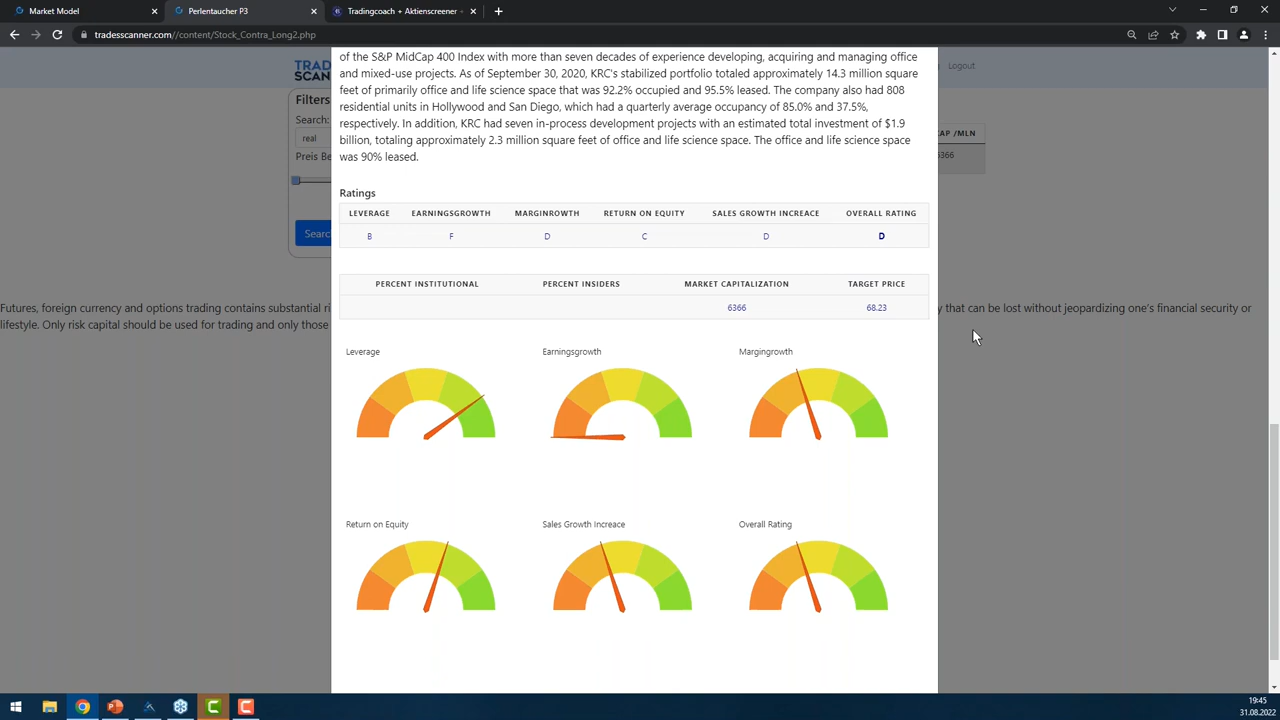 Market Model
Perlentaucher P3
Tradingcoach + Aktienscreener -
tradesscanner.com//content/Stock_Contra_Long2.php
TRAD
SCAN
Logout
Filters
Search:
real
Preis Be
Search
CAP /MLN
6366
of the S&P MidCap 400 Index with more than seven decades of experience developing, acquiring and managing office
and mixed-use projects. As of September 30, 2020, KRC's stabilized portfolio totaled approximately 14.3 million square
feet of primarily office and life science space that was 92.2% occupied and 95.5% leased. The company also had 808
residential units in Hollywood and San Diego, which had a quarterly average occupancy of 85.0% and 37.5%,
respectively. In addition, KRC had seven in-process development projects with an estimated total investment of $1.9
billion, totaling approximately 2.3 million square feet of office and life science space. The office and life science space
was 90% leased.
Ratings
LEVERAGE EARNINGSGROWTH MARGINROWTH RETURN ON EQUITY SALES GROWTH INCREASE OVERALL RATING
B F D C D D
PERCENT INSTITUTIONAL PERCENT INSIDERS MARKET CAPITALIZATION TARGET PRICE
6366 68.23
Futures, foreign currency and options trading contains substantial ri
y that can be lost without jeopardizing one's financial security or
lifestyle. Only risk capital should be used for trading and only those
Leverage Earningsgrowth Margingrowth
Return on Equity Sales Growth Increace Overall Rating
19:45
31.08.2022